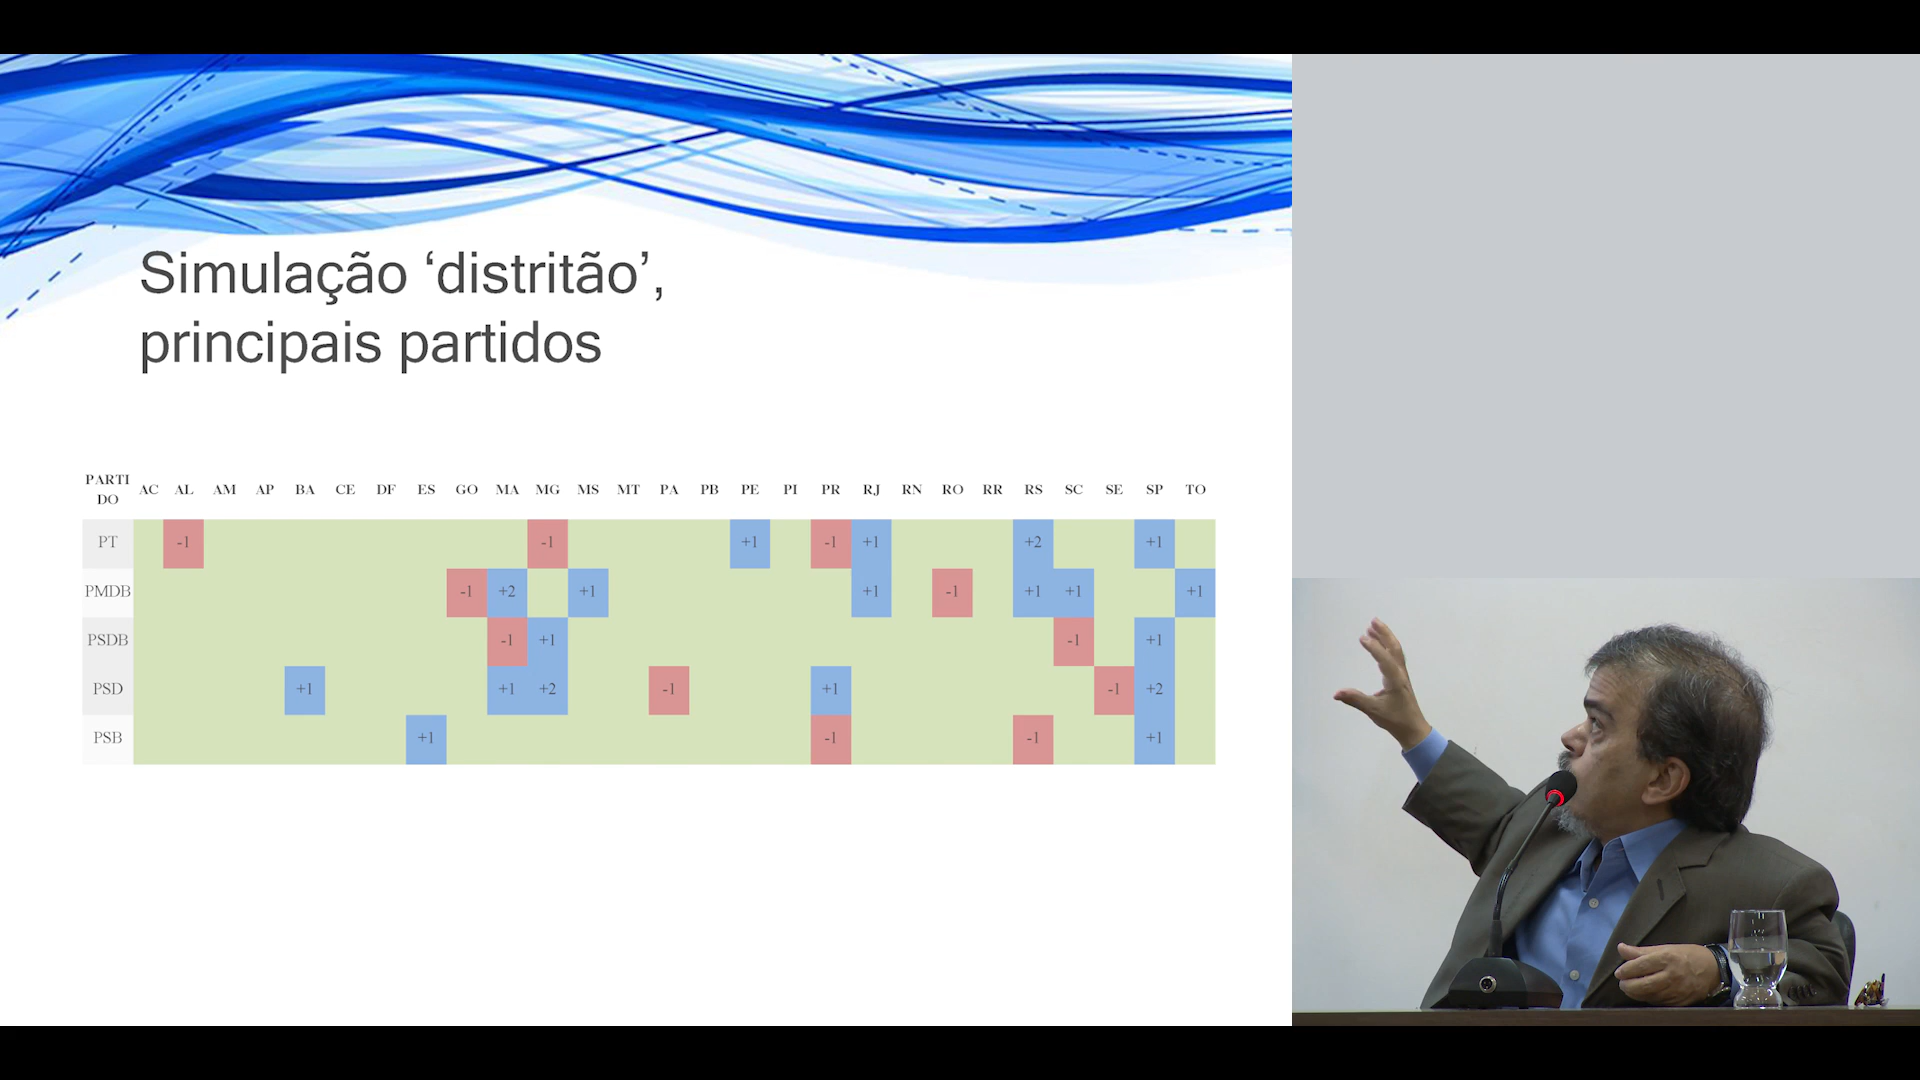 Simulação ‘distritão’,
principais partidos
PARTI
DO AC AL AM AP BA CE DF ES GO MA MG MS MT PA PB PE PI PR RJ RN RO RR RS SC SE SP TO
PT -1 -1 +1 -1 +1 +2 +1
PMDB -1 +2 +1 +1 -1 +1 +1 +1
PSDB -1 +1 -1 +1
PSD +1 +1 +2 -1 +1 -1 +2
PSB +1 -1 -1 +1